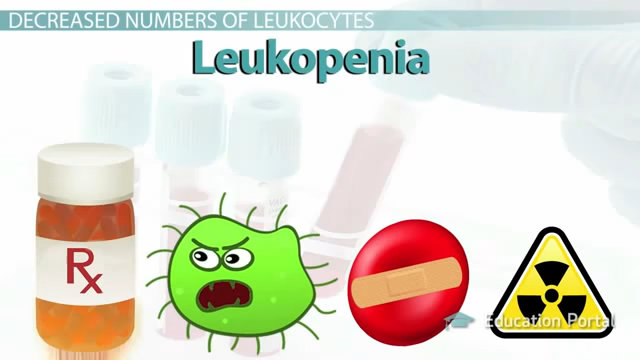 DECREASED NUMBERS OF LEUKOCYTES
Leukopenia
Rx
Education Portal